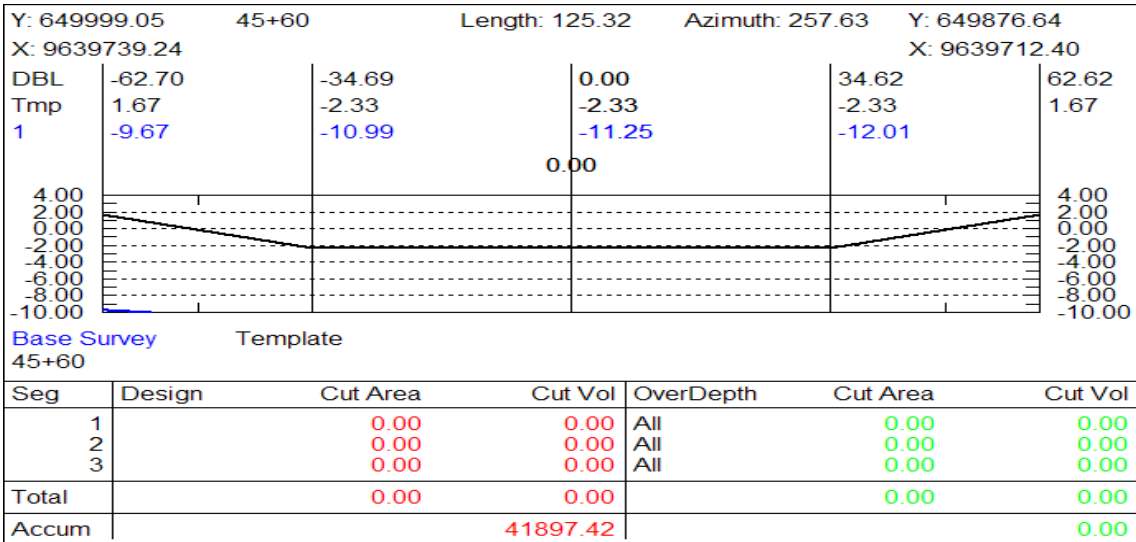 Y: 649999.05 45+60 Length: 125.32 Azimuth: 257.63 Y: 649876.64
X: 9639739.24 X: 9639712.40
DBL -62.70 -34.69 0.00 34.62 62.62
Tmp 1.67 -2.33 -2.33 -2.33 1.67
1 -9.67 -10.99 -11.25 -12.01
0.00
4.00 4.00
2.00 2.00
0.00 0.00
-2.00 -2.00
-4.00 -4.00
-6.00 -6.00
-8.00 -8.00
-10.00 -10.00
Base Survey Template
45+60
Seg Design Cut Area Cut Vol OverDepth Cut Area Cut Vol
1 0.00 0.00 All 0.00 0.00
2 0.00 0.00 All 0.00 0.00
3 0.00 0.00 All 0.00 0.00
Total 0.00 0.00 0.00 0.00
Accum 41897.42 0.00